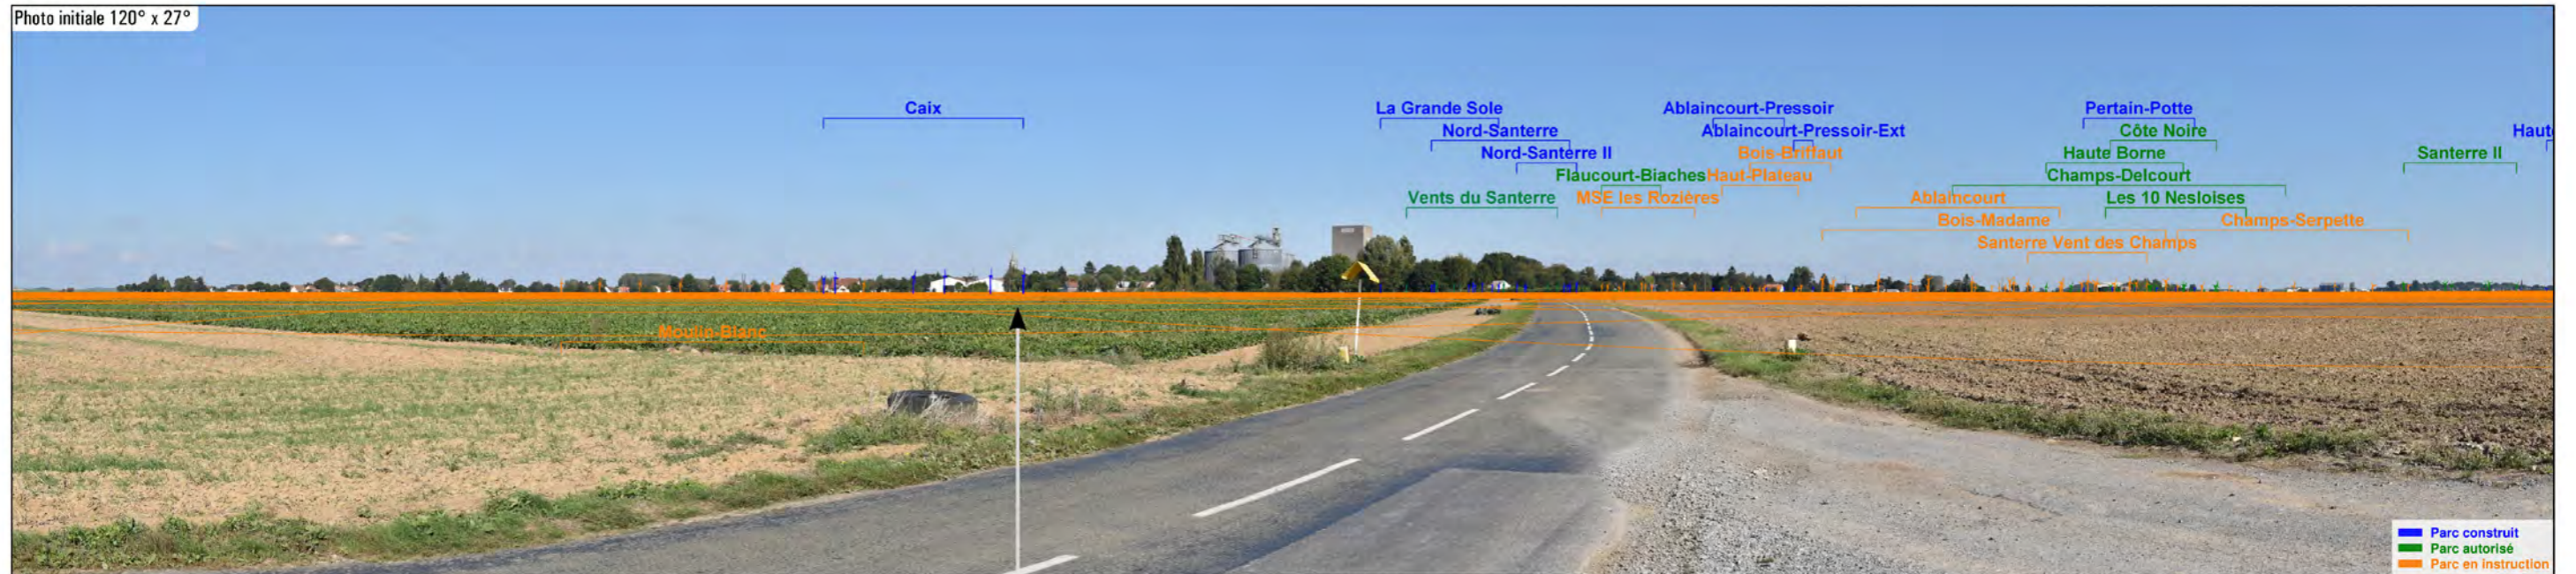 Photo initiale 120° x 27°
Caix
La Grande Sole
Ablaincourt-Pressoir
Pertain-Potte
Nord-Santerre
Ablaincourt-Pressoir-Ext
Côte Noire
Haut
Nord-Santerre II
Bois-Briffaut
Haute Borne
Santerre II
Flaucourt-Biaches
Haut-Plateau
Champs-Delcourt
Vents du Santerre
MSE les Rozières
Ablaincourt
Les 10 Nesloises
Bois-Madame
Champs-Serpette
Santerre Vent des Champs
Moulin-Blanc
Parc construit
Parc autorisé
Parc en instruction